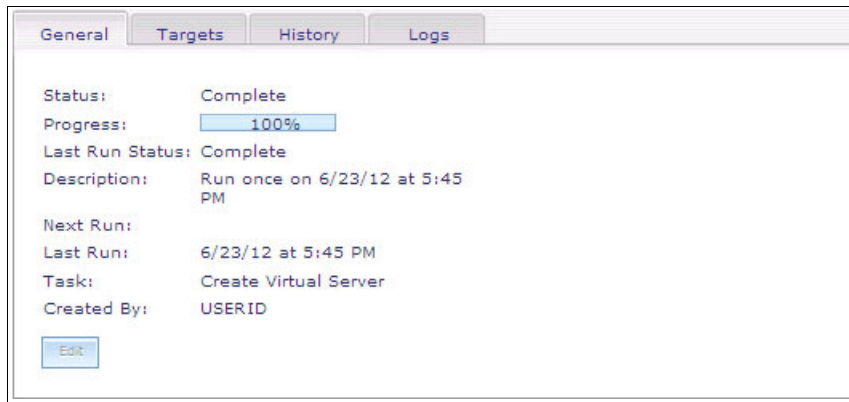 General Targets History Logs
Status: Complete
Progress: 100%
Last Run Status: Complete
Description: Run once on 6/23/12 at 5:45
PM
Next Run:
Last Run: 6/23/12 at 5:45 PM
Task: Create Virtual Server
Created By: USERID
Edit